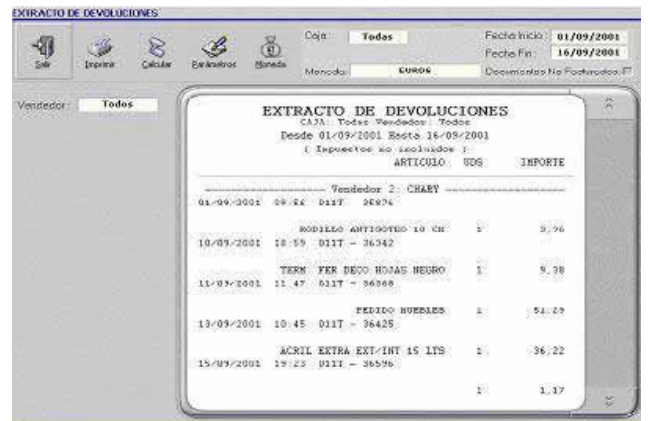 EXTRACTO DE DEVOLUCIONES
Salir Imprimir Calcular Parámetros Moneda
Caja: Todas
Moneda: EUROS
Fecha Inicio: 01/09/2001
Fecha Fin: 16/09/2001
Documentos No Facturados:
Vendedor: Todos
EXTRACTO DE DEVOLUCIONES
CAJA: Todas Vendedor: Todos
Desde 01/09/2001 Hasta 16/09/2001
( Impuestos no incluidos )
ARTICULO UDS IMPORTE
Vendedor 2: CHARY
01/09/2001 D11T
RODILLO ANTIGOTEO 10 CM 1
10/09/2001 18:59 D11T - 36342
TERM FER DECO HOJAS NEGRO 1 9,38
11/09/2001 11:47 D11T - 36368
PEDIDO MUEBLES 1 51,29
13/09/2001 10:45 D11T - 36425
ACRIL EXTRA EXT/INT 15 LTS 1 36,22
15/09/2001 19:23 D11T - 36596
1 1,17